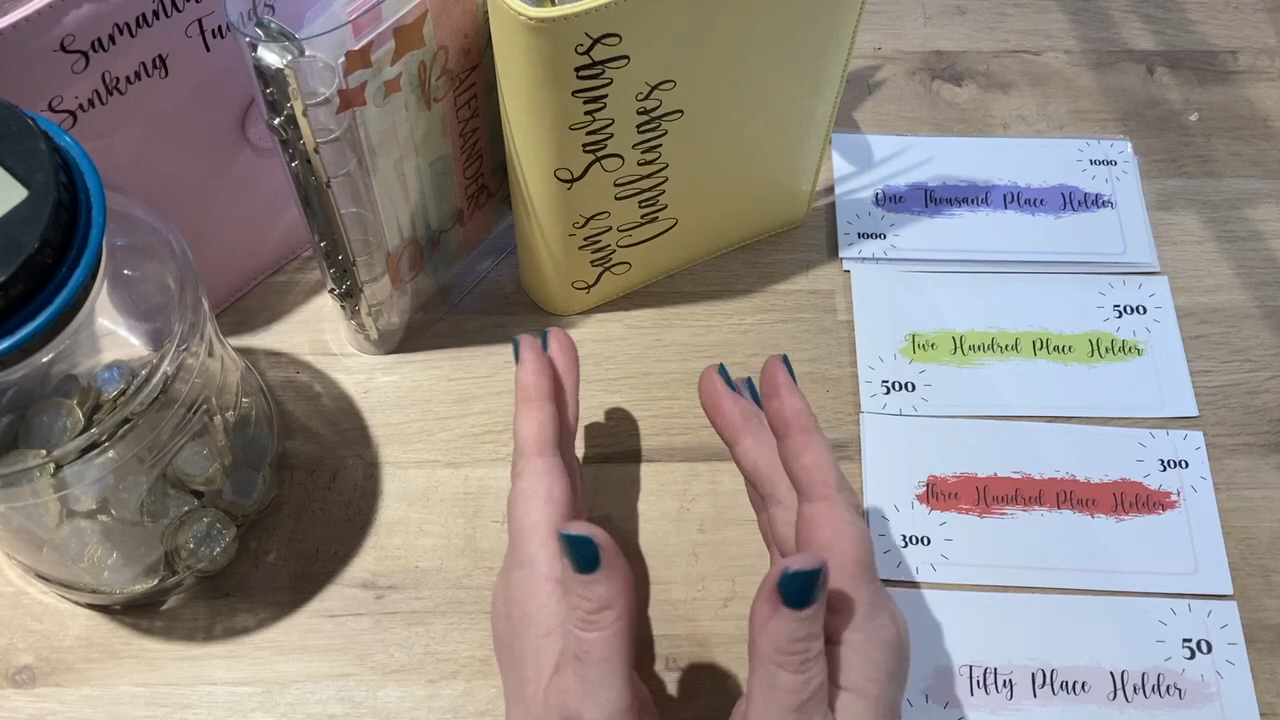 Samantha
Sinking Funds
ALEXANDER
Sam's Savings
Challenges
1000
One Thousand Place Holder
1000
500
Five Hundred Place Holder
500
300
Three Hundred Place Holder
300
50
Fifty Place Holder